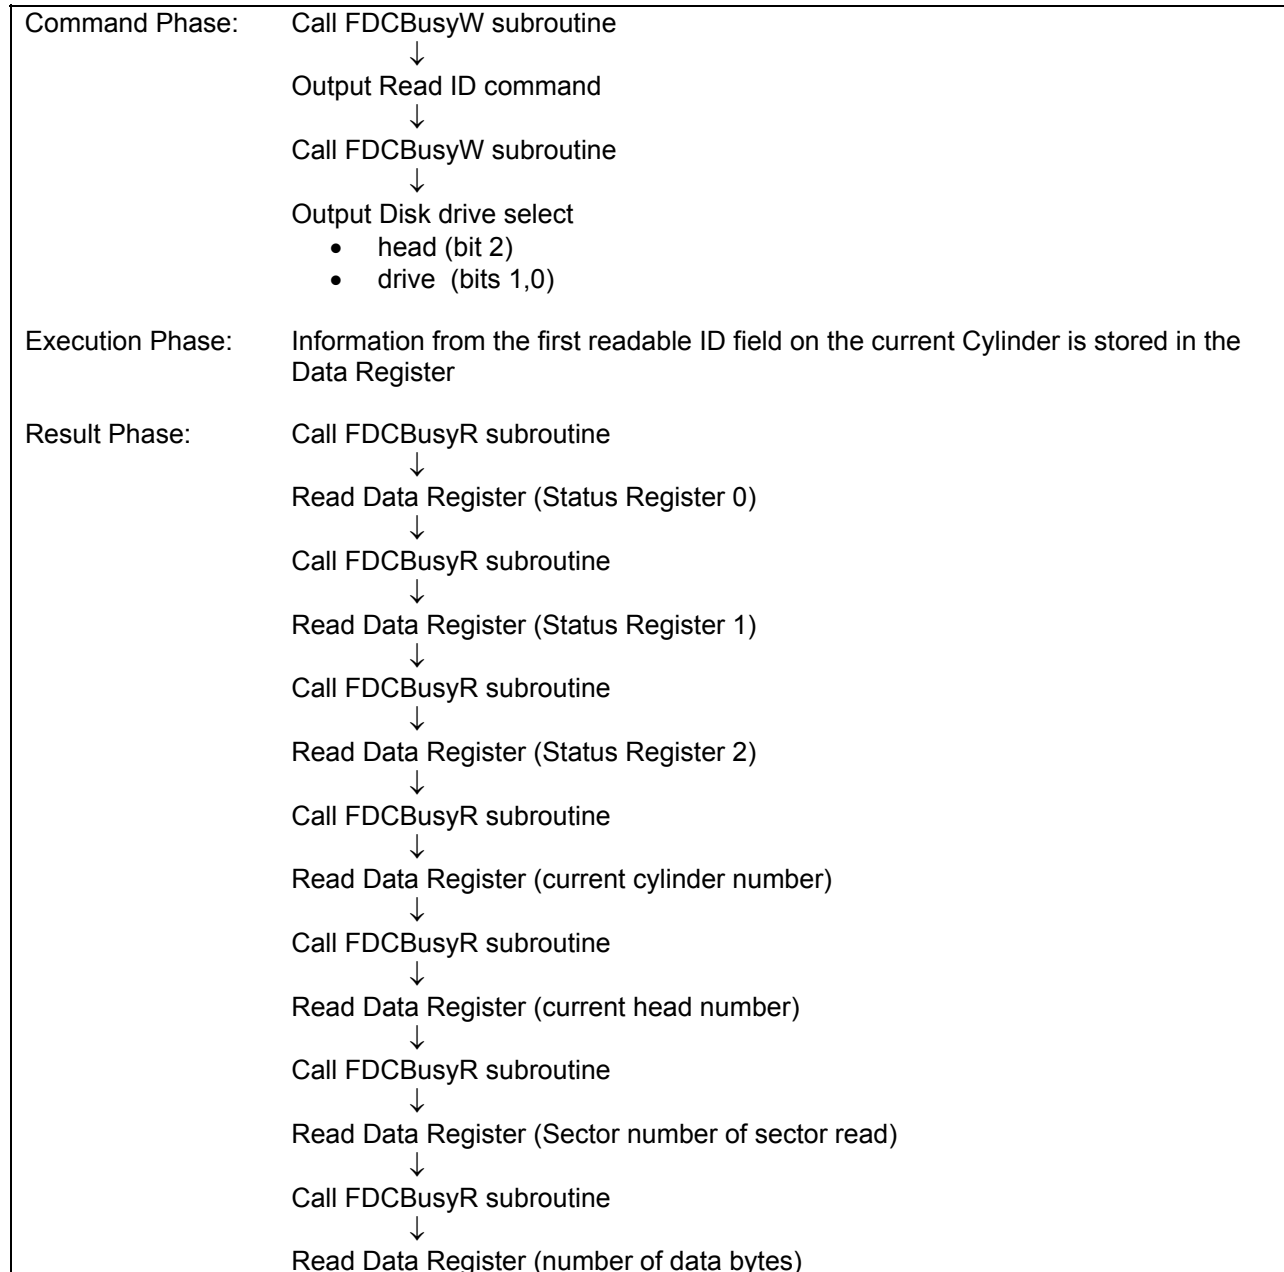 Command Phase: Call FDCBusyW subroutine
↓
Output Read ID command
↓
Call FDCBusyW subroutine
↓
Output Disk drive select
• head (bit 2)
• drive (bits 1,0)
Execution Phase: Information from the first readable ID field on the current Cylinder is stored in the
Data Register
Result Phase: Call FDCBusyR subroutine
↓
Read Data Register (Status Register 0)
↓
Call FDCBusyR subroutine
↓
Read Data Register (Status Register 1)
↓
Call FDCBusyR subroutine
↓
Read Data Register (Status Register 2)
↓
Call FDCBusyR subroutine
↓
Read Data Register (current cylinder number)
↓
Call FDCBusyR subroutine
↓
Read Data Register (current head number)
↓
Call FDCBusyR subroutine
↓
Read Data Register (Sector number of sector read)
↓
Call FDCBusyR subroutine
↓
Read Data Register (number of data bytes)